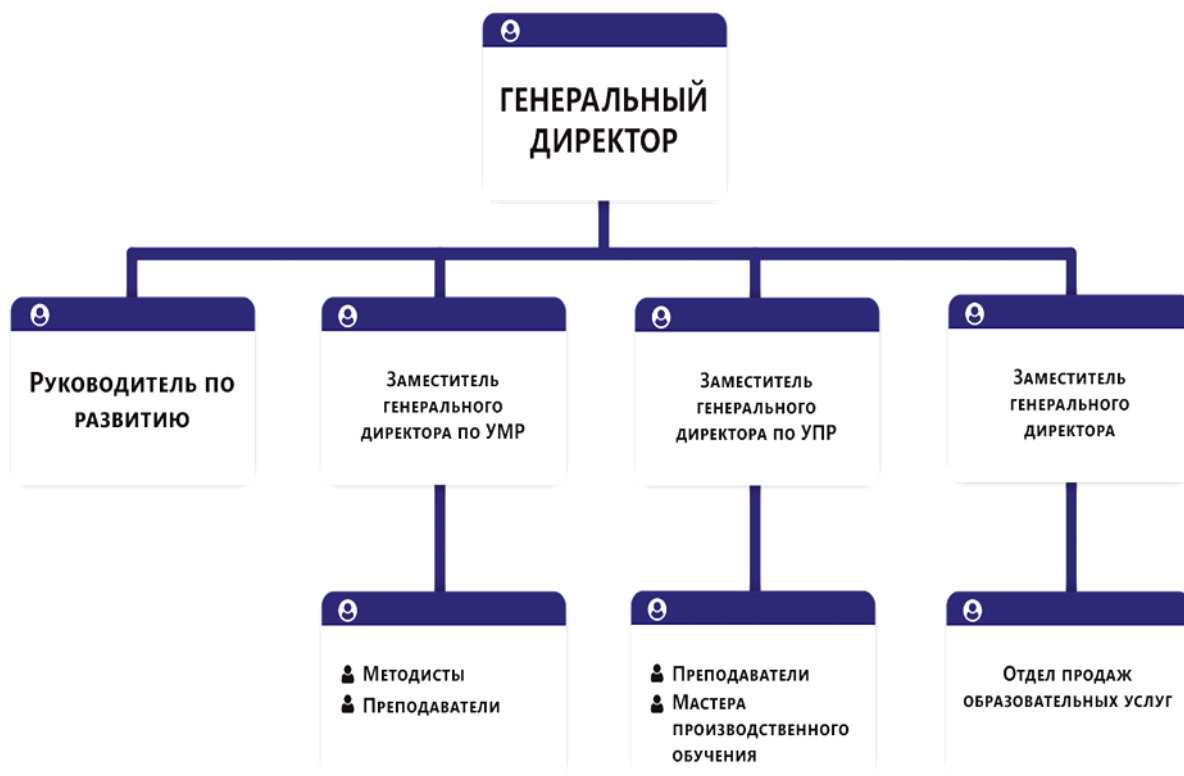 ГЕНЕРАЛЬНЫЙ
ДИРЕКТОР
Руководитель по
развитию
Заместитель
генерального
директора по УМР
Заместитель
генерального
директора по УПР
Заместитель
генерального
директора
Методисты
Преподаватели
Преподаватели
Мастера
производственного
обучения
Отдел продаж
образовательных услуг